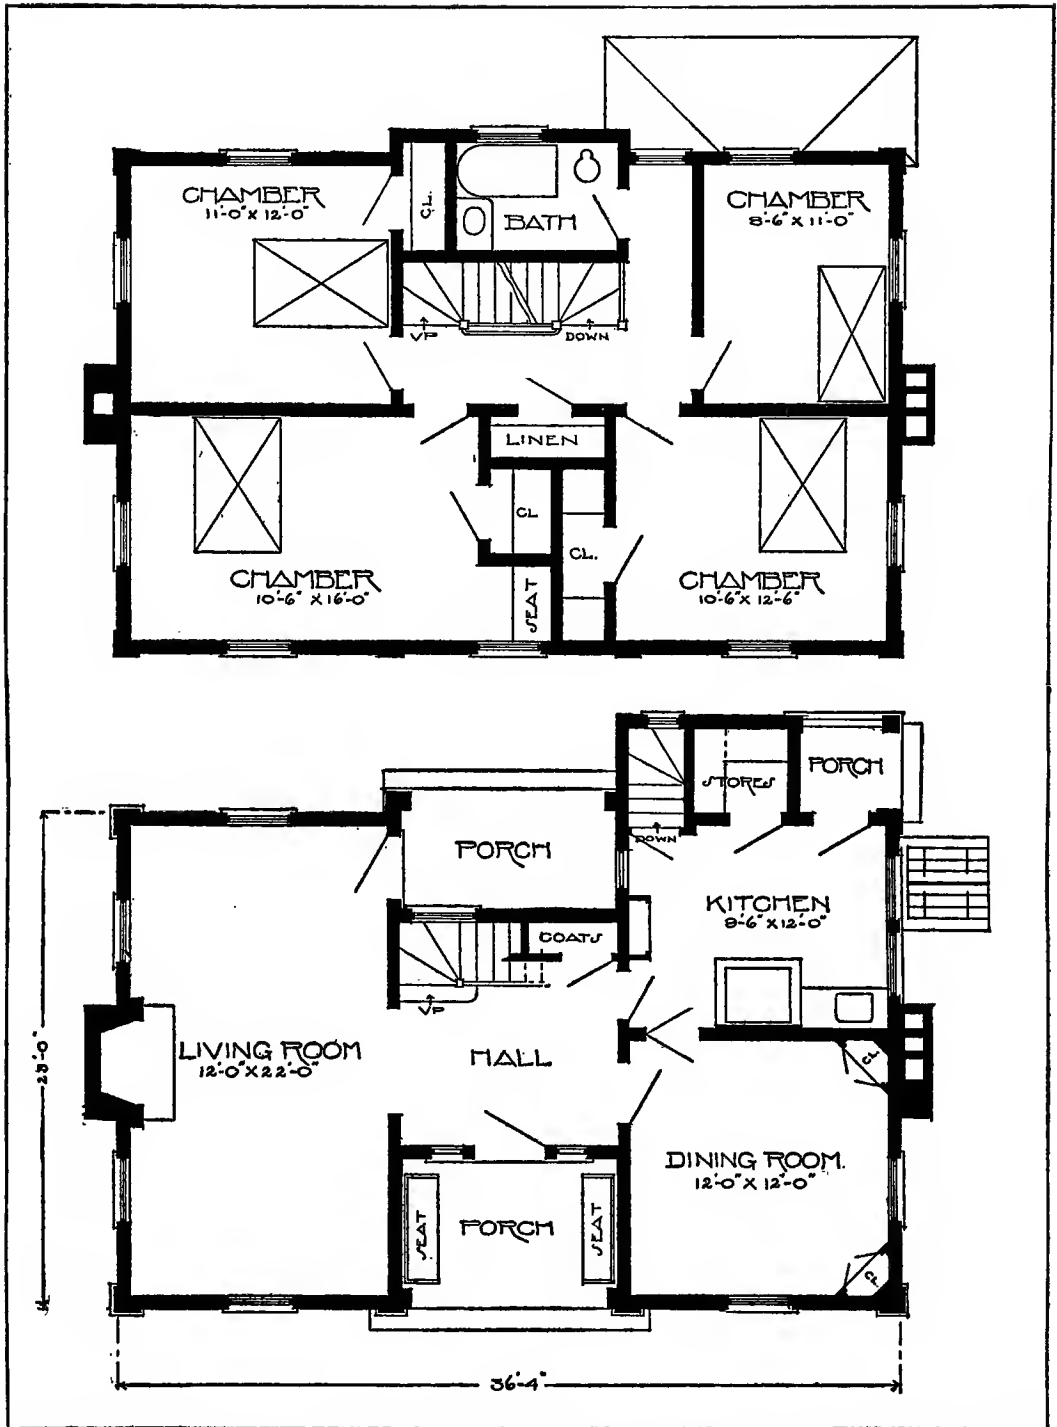 CHAMBER
11'-0" X 12'-0"
CL.
BATH
CHAMBER
8'-6" X 11'-0"
UP
DOWN
LINEN
CL
CL.
CHAMBER
10'-6" X 16'-0"
SEAT
CHAMBER
10'-6" X 12'-6"
STORES
PORCH
DOWN
PORCH
KITCHEN
9'-6" X 12'-0"
COATS
UP
23'-0"
LIVING ROOM
12'-0" X 22'-0"
HALL
CL
DINING ROOM.
12'-0" X 12'-0"
SEAT
PORCH
SEAT
36'-4"